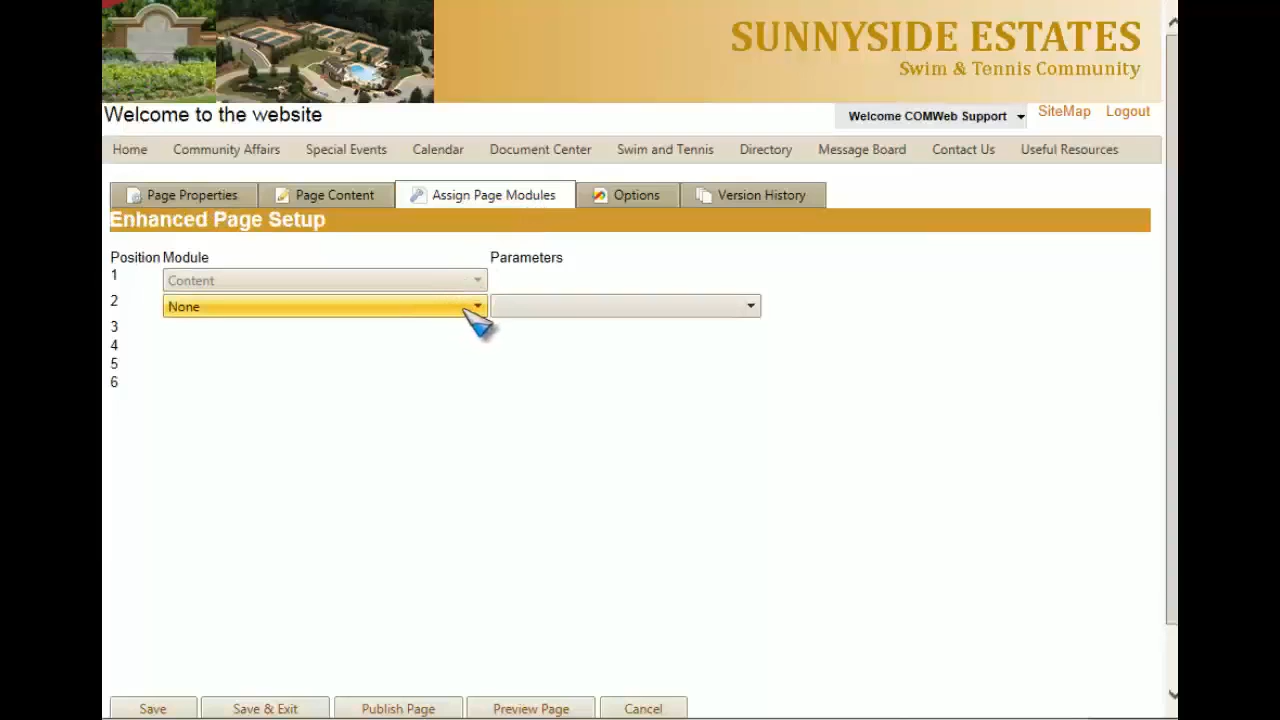 SUNNYSIDE ESTATES
Swim & Tennis Community
Welcome to the website
Welcome COMWeb Support SiteMap Logout
Home Community Affairs Special Events Calendar Document Center Swim and Tennis Directory Message Board Contact Us Useful Resources
Page Properties Page Content Assign Page Modules Options Version History
Enhanced Page Setup
Position Module Parameters
1 Content
2 None
3
4
5
6
Save Save & Exit Publish Page Preview Page Cancel